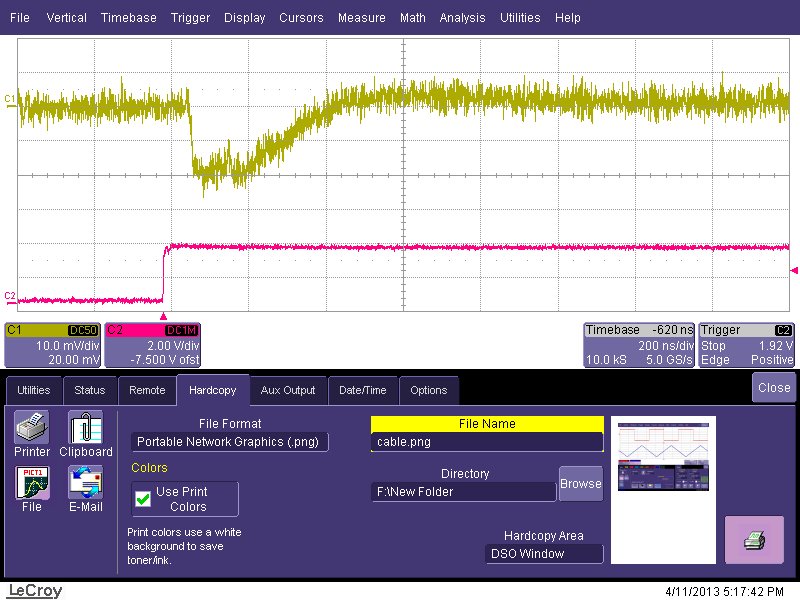 File Vertical Timebase Trigger Display Cursors Measure Math Analysis Utilities Help
C1
C2
C1 DC50
10.0 mV/div
20.00 mV
C2 DC1M
2.00 V/div
-7.500 V ofst
Timebase -620 ns
200 ns/div
10.0 kS 5.0 GS/s
Trigger C2
Stop 1.92 V
Edge Positive
Utilities Status Remote Hardcopy Aux Output Date/Time Options Close
Printer Clipboard
PICT1
File E-Mail
File Format
Portable Network Graphics (.png)
Colors
Use Print
Colors
Print colors use a white
background to save
toner/ink.
File Name
cable.png
Directory
F:\New Folder
Browse
Hardcopy Area
DSO Window
LeCroy
4/11/2013 5:17:42 PM